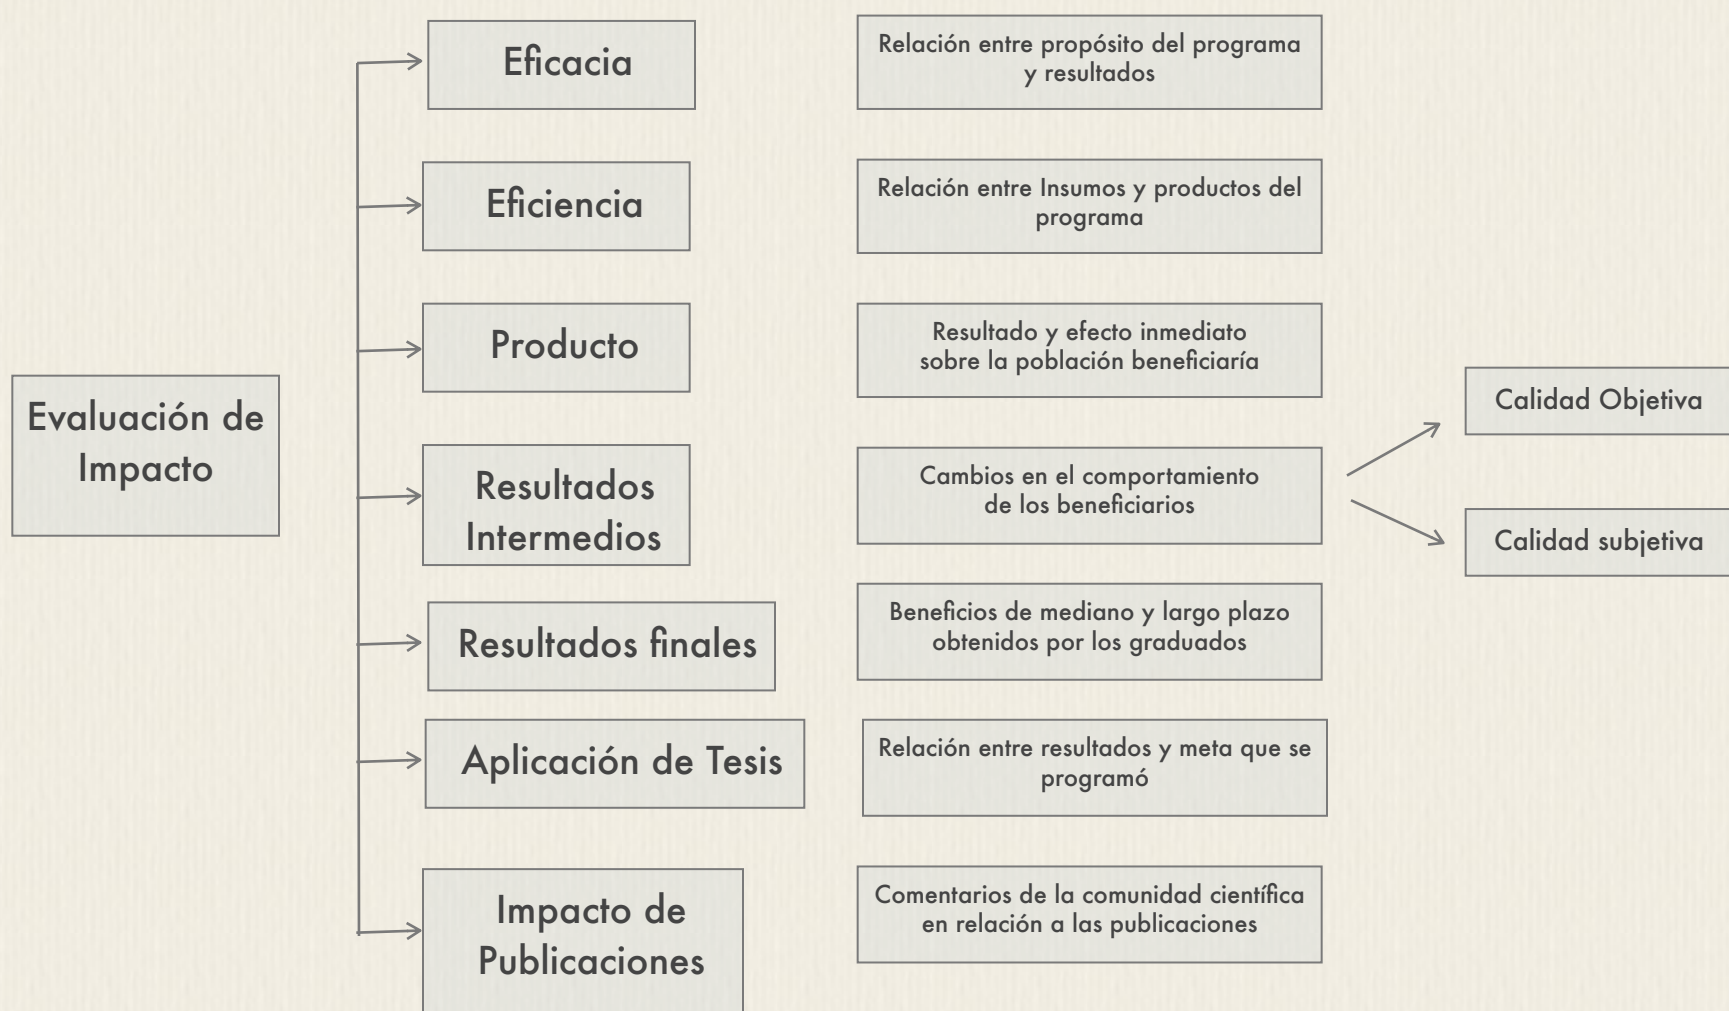 Evaluación de
Impacto
Eficacia
Relación entre propósito del programa
y resultados
Eficiencia
Relación entre Insumos y productos del
programa
Producto
Resultado y efecto inmediato
sobre la población beneficiaría
Resultados
Intermedios
Cambios en el comportamiento
de los beneficiarios
Calidad Objetiva
Calidad subjetiva
Resultados finales
Beneficios de mediano y largo plazo
obtenidos por los graduados
Aplicación de Tesis
Relación entre resultados y meta que se
programó
Impacto de
Publicaciones
Comentarios de la comunidad científica
en relación a las publicaciones